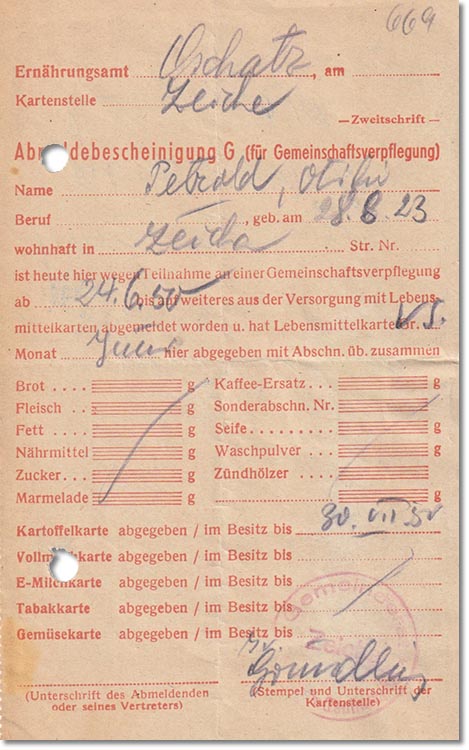 669
Ernährungsamt Oschatz, am
Kartenstelle Zeicha
—Zweitschrift—
Abmeldebescheinigung G (für Gemeinschaftsverpflegung)
Name Petzold,
Beruf , geb. am 28.8.23
wohnhaft in Zeicha Str. Nr.
ist heute hier wegen Teilnahme an einer Gemeinschaftsverpflegung
ab 24.6.50 bis auf weiteres aus der Versorgung mit Lebens-
mittelkarten abgemeldet worden u. hat Lebensmittelkarte Gr.
Monat Juni hier abgegeben mit Abschn. üb. zusammen
Brot .... g Kaffee-Ersatz ... g
Fleisch . g Sonderabschn. Nr. g
Fett .... g Seife ........ g
Nährmittel g Waschpulver . g
Zucker .. g Zündhölzer .. g
Marmelade g g
Kartoffelkarte abgegeben / im Besitz bis 30. VII. 50
Vollmilchkarte abgegeben / im Besitz bis
E-Milchkarte abgegeben / im Besitz bis
Tabakkarte abgegeben / im Besitz bis
Gemüsekarte abgegeben / im Besitz bis
(Unterschrift des Abmeldenden (Stempel und Unterschrift der
oder seines Vertreters) Kartenstelle)